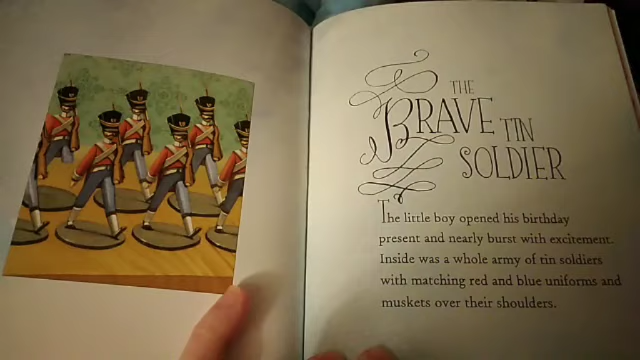 THE
BRAVE TIN
SOLDIER
The little boy opened his birthday
present and nearly burst with excitement.
Inside was a whole army of tin soldiers
with matching red and blue uniforms and
muskets over their shoulders.